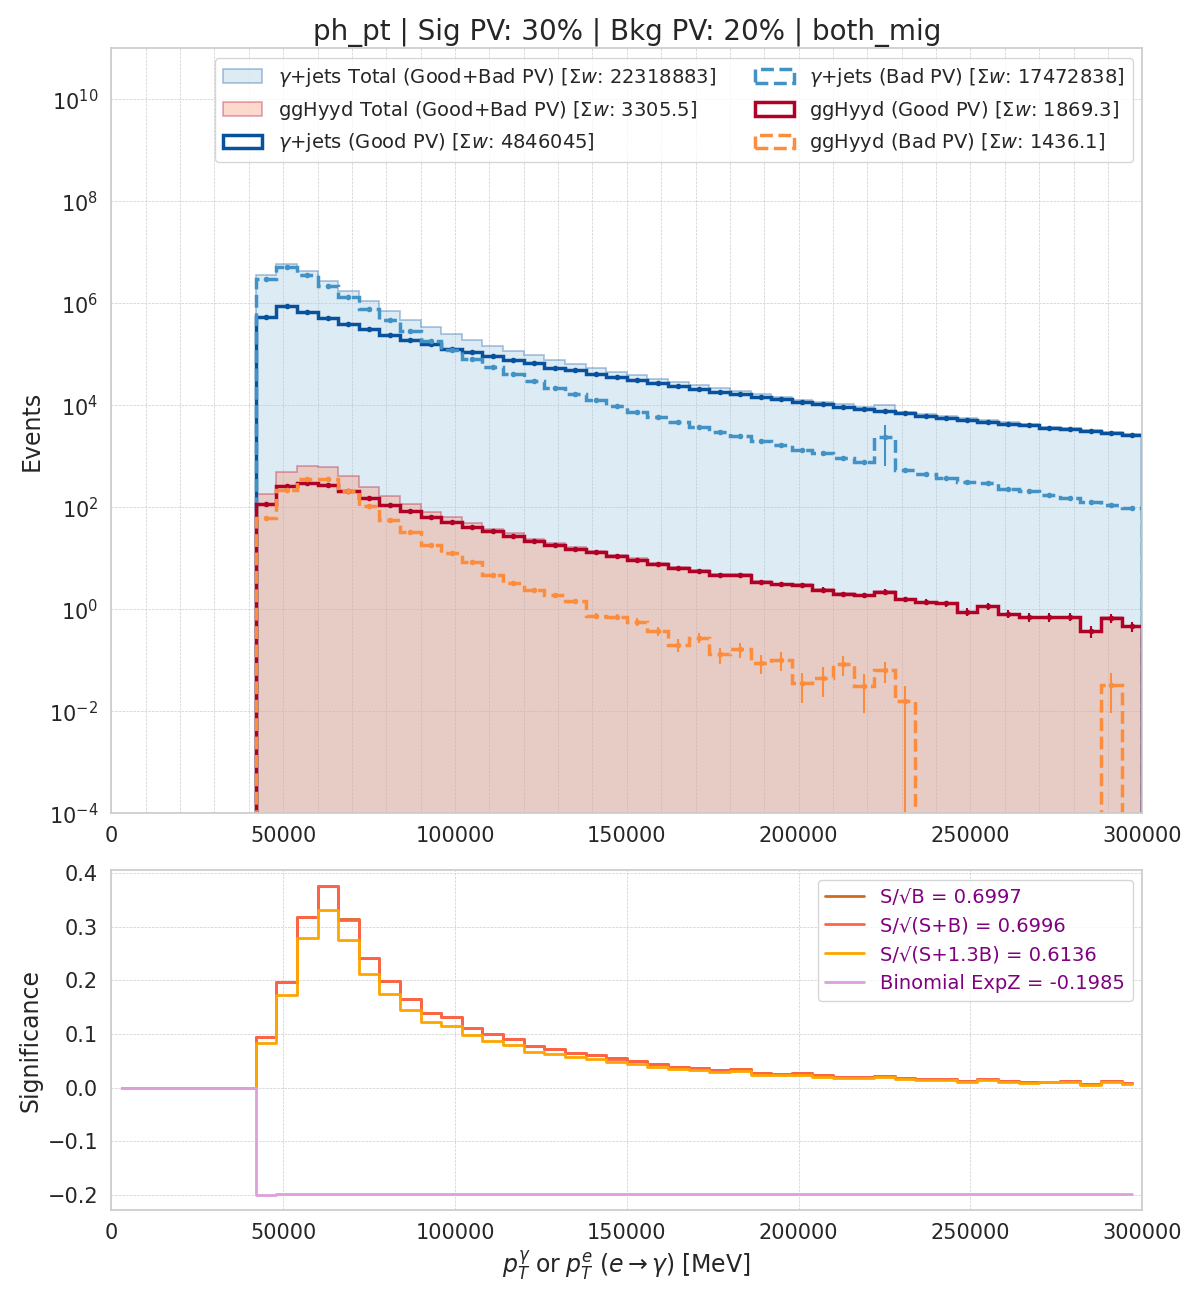 ph_pt | Sig PV: 30% | Bkg PV: 20% | both_mig
γ+jets Total (Good+Bad PV) [Σw: 22318883]
ggHyyd Total (Good+Bad PV) [Σw: 3305.5]
γ+jets (Good PV) [Σw: 4846045]
γ+jets (Bad PV) [Σw: 17472838]
ggHyyd (Good PV) [Σw: 1869.3]
ggHyyd (Bad PV) [Σw: 1436.1]
Events
10^10
10^8
10^6
10^4
10^2
10^0
10^−2
10^−4
0 50000 100000 150000 200000 250000 300000
S/√B = 0.6997
S/√(S+B) = 0.6996
S/√(S+1.3B) = 0.6136
Binomial ExpZ = -0.1985
Significance
0.4
0.3
0.2
0.1
0.0
−0.1
−0.2
0 50000 100000 150000 200000 250000 300000
p_T^γ or p_T^e (e→γ) [MeV]